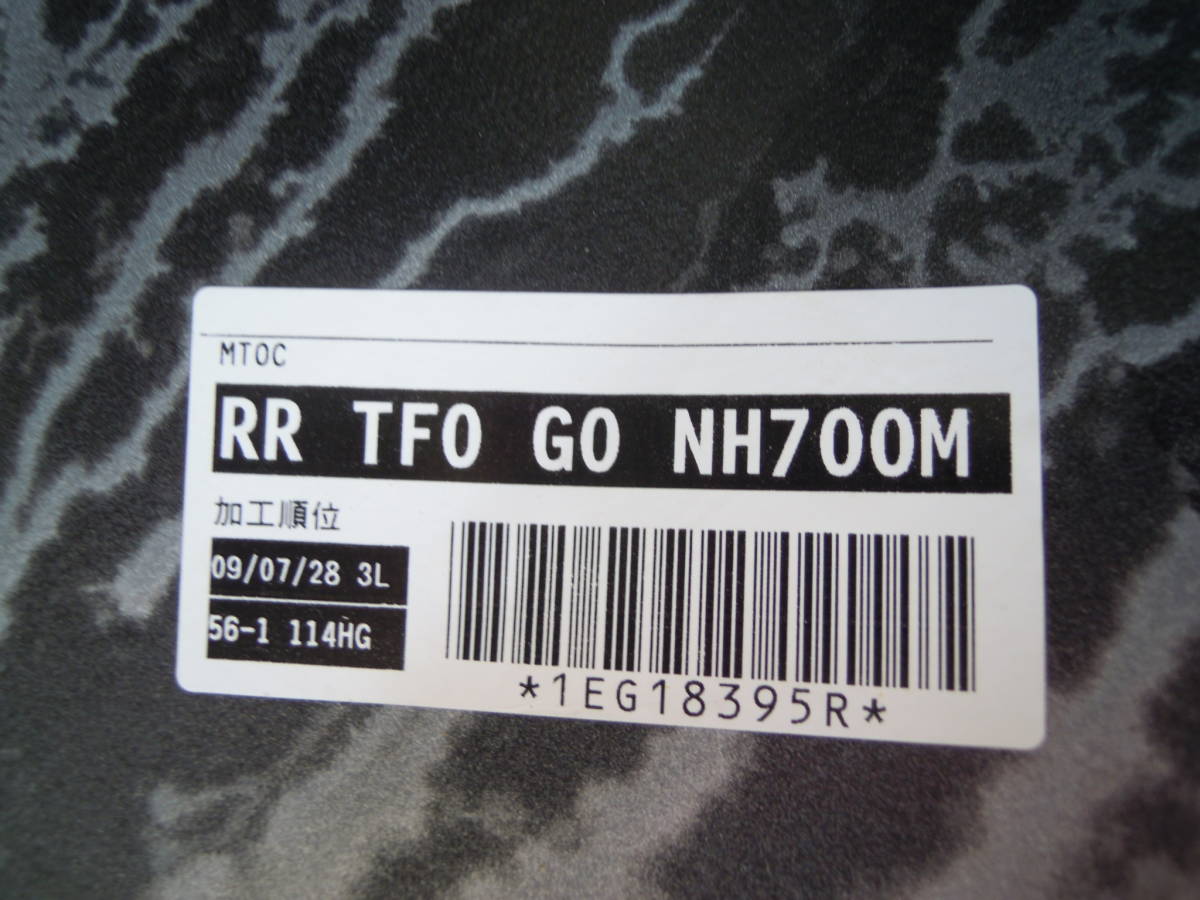 MTOC
RR TF0 G0 NH700M
加工順位
09/07/28 3L
56-1 114HG
*1EG18395R*